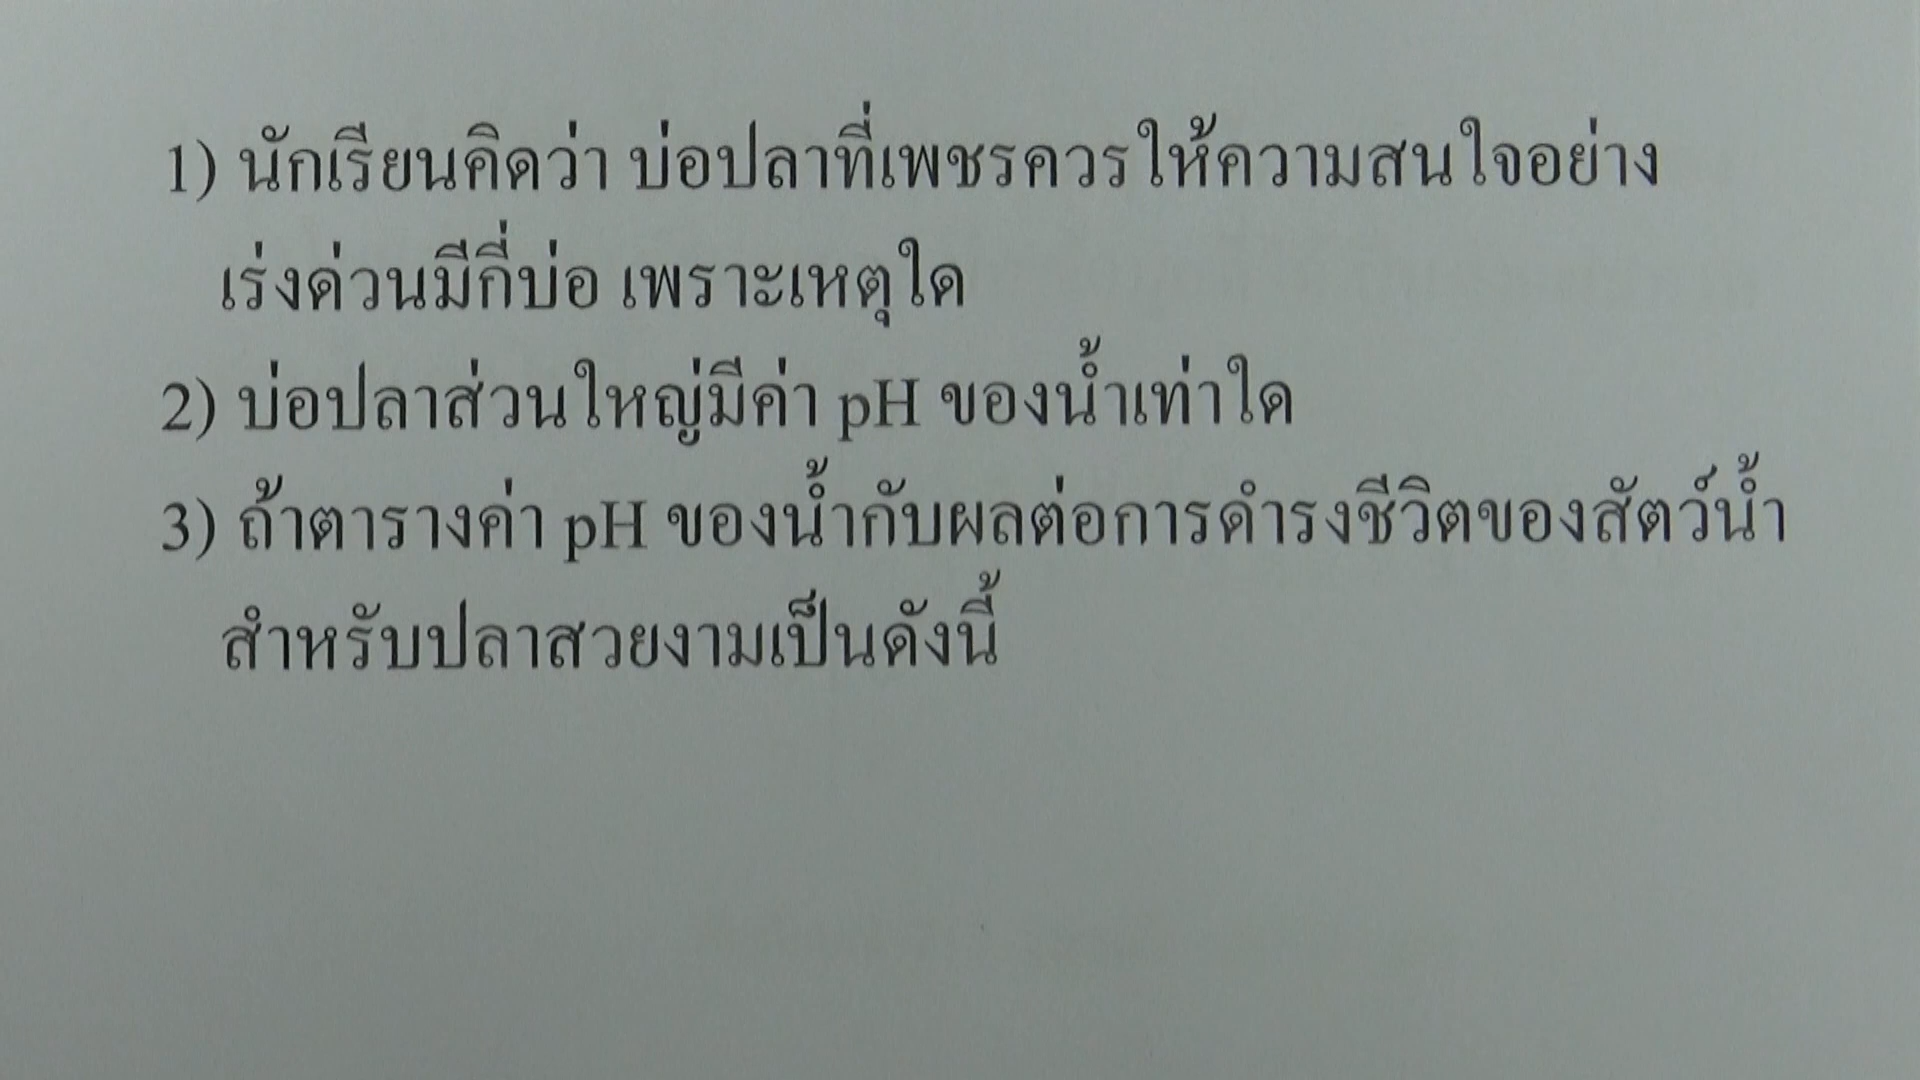 1) นักเรียนคิดว่า บ่อปลาที่เพชรควรให้ความสนใจอย่าง
เร่งด่วนมีกี่บ่อ เพราะเหตุใด
2) บ่อปลาส่วนใหญ่มีค่า pH ของน้ำเท่าใด
3) ถ้าตารางค่า pH ของน้ำกับผลต่อการดำรงชีวิตของสัตว์น้ำ
สำหรับปลาสวยงามเป็นดังนี้